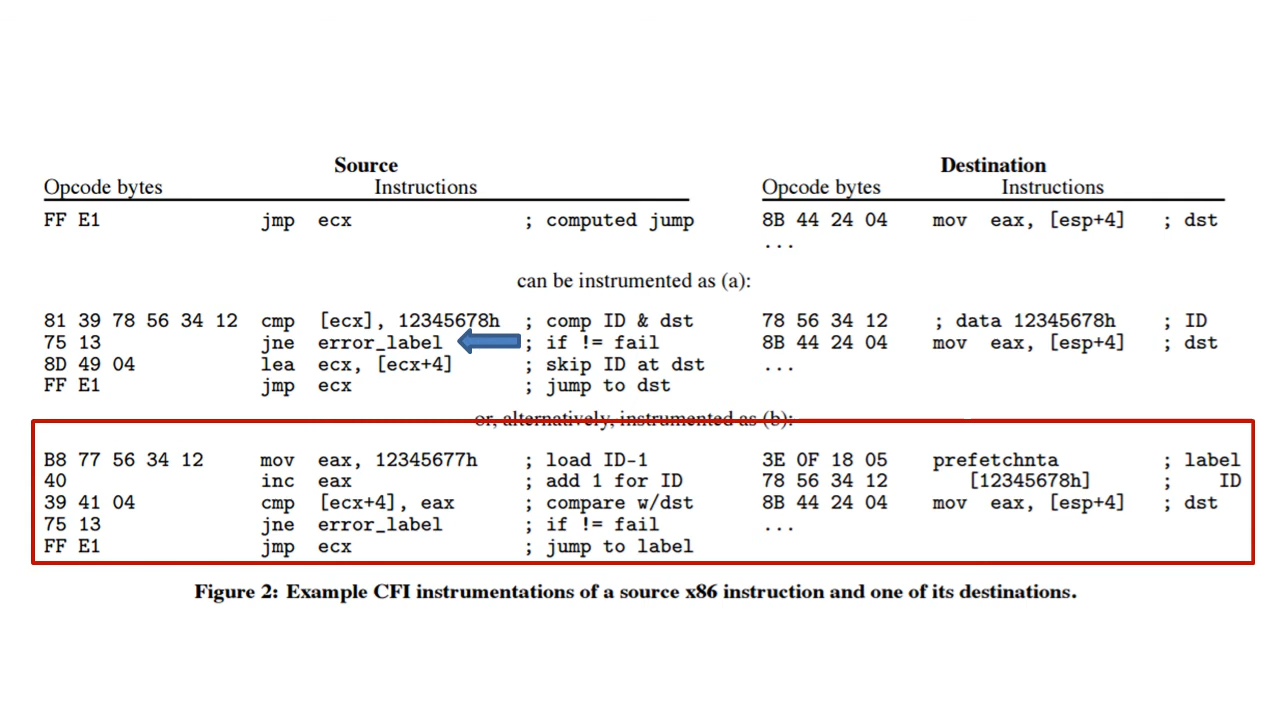 Source Destination
Opcode bytes Instructions Opcode bytes Instructions
FF E1 jmp ecx ; computed jump 8B 44 24 04 mov eax, [esp+4] ; dst
...
can be instrumented as (a):
81 39 78 56 34 12 cmp [ecx], 12345678h ; comp ID & dst 78 56 34 12 ; data 12345678h ; ID
75 13 jne error_label ; if != fail 8B 44 24 04 mov eax, [esp+4] ; dst
8D 49 04 lea ecx, [ecx+4] ; skip ID at dst ...
FF E1 jmp ecx ; jump to dst
or, alternatively, instrumented as (b):
B8 77 56 34 12 mov eax, 12345677h ; load ID-1 3E 0F 18 05 prefetchnta ; label
40 inc eax ; add 1 for ID 78 56 34 12 [12345678h] ; ID
39 41 04 cmp [ecx+4], eax ; compare w/dst 8B 44 24 04 mov eax, [esp+4] ; dst
75 13 jne error_label ; if != fail ...
FF E1 jmp ecx ; jump to label
Figure 2: Example CFI instrumentations of a source x86 instruction and one of its destinations.